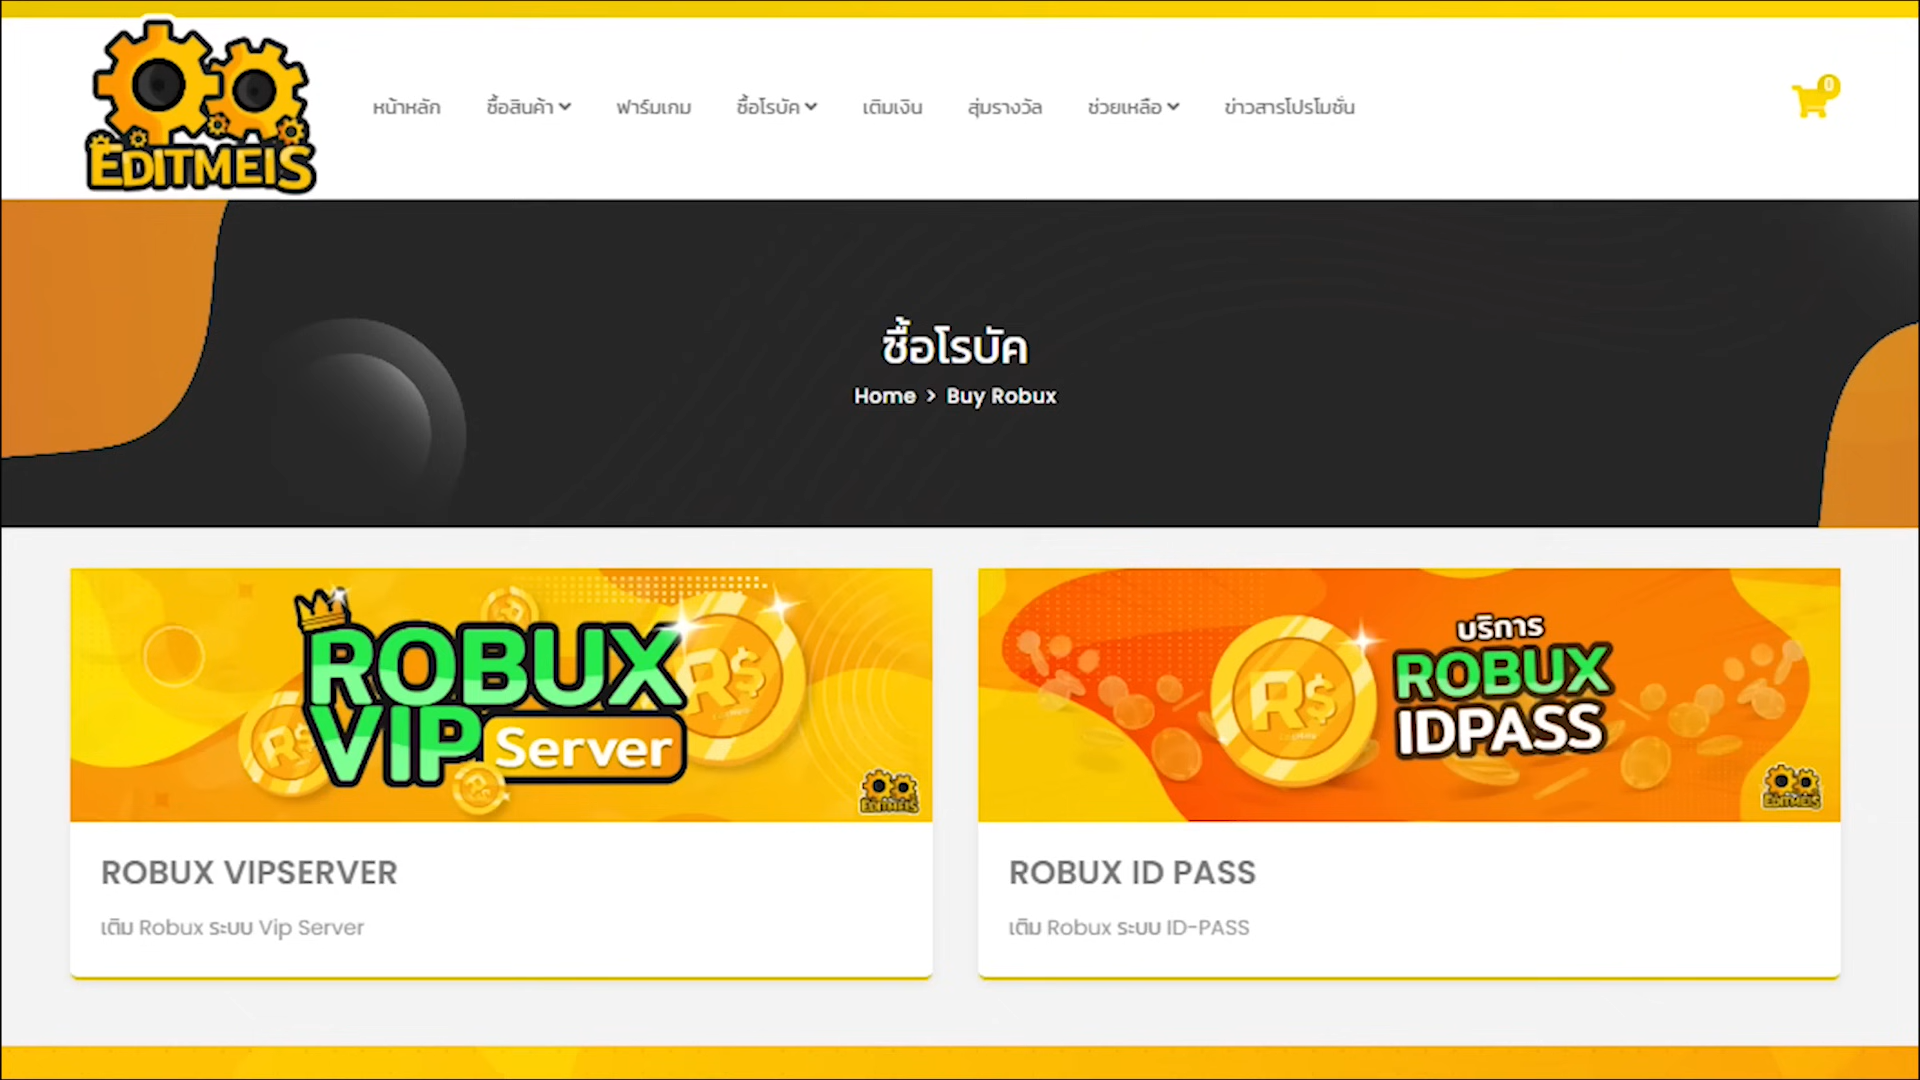 EDITMEIS
หน้าหลัก
ซื้อสินค้า
ฟาร์มเกม
ซื้อโรบัค
เติมเงิน
สุ่มรางวัล
ช่วยเหลือ
ข่าวสารโปรโมชั่น
0
ซื้อโรบัค
Home > Buy Robux
ROBUX
VIP Server
R$
R$
EDITMEIS
บริการ
ROBUX
IDPASS
R$
EDITMEIS
ROBUX VIPSERVER
เติม Robux ระบบ Vip Server
ROBUX ID PASS
เติม Robux ระบบ ID-PASS